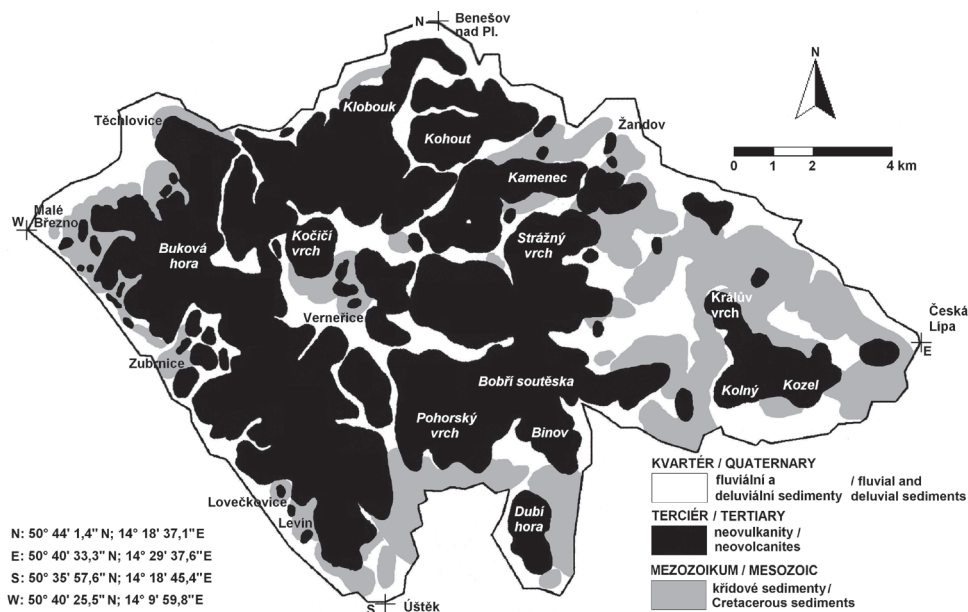 N
Benešov
nad Pl.
N
Klobouk
Těchlovice
Kohout
Žandov
0 1 2 4 km
Kamenec
W
Malé
Březno
Kočičí
vrch
Strážný
vrch
Buková
hora
Králův
vrch
Česká
Lípa
Verneřice
E
Zubrnice
Bobří soutěska
Kolný
Kozel
Pohorský
vrch
Binov
KVARTÉR / QUATERNARY
fluviální a / fluvial and
deluviální sedimenty deluvial sediments
Lovečkovice
Levín
Dubí
hora
TERCIÉR / TERTIARY
neovulkanity /
neovolcanites
N: 50° 44' 1,4'' N; 14° 18' 37,1''E
E: 50° 40' 33,3'' N; 14° 29' 37,6''E
S: 50° 35' 57,6'' N; 14° 18' 45,4''E
W: 50° 40' 25,5'' N; 14° 9' 59,8''E
MEZOZOIKUM / MESOZOIC
křídové sedimenty/
Cretacerous sediments
S
Úštěk